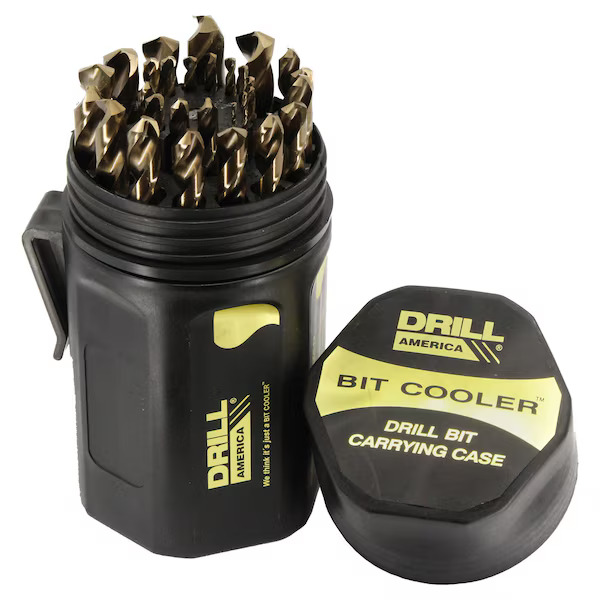 DRILL
AMERICA®
We think it's just a BIT COOLER™
DRILL
AMERICA®
BIT COOLER™
DRILL BIT
CARRYING CASE